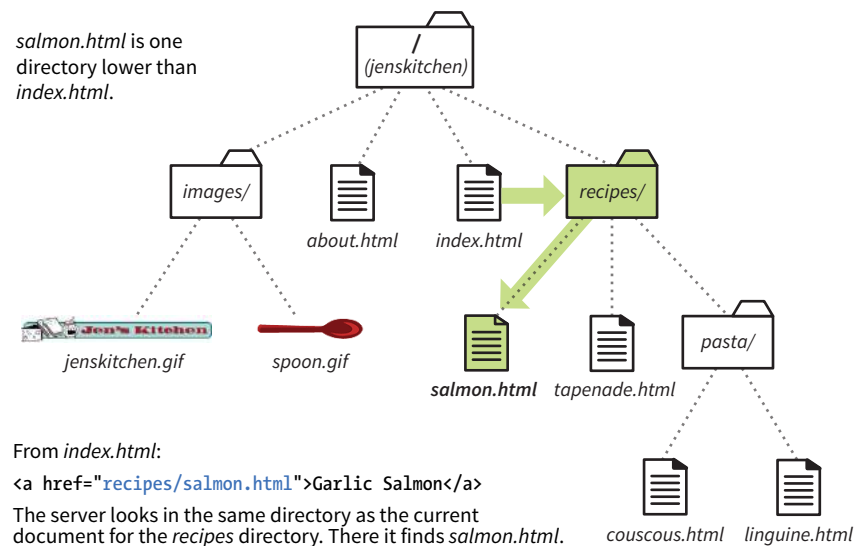 salmon.html is one
directory lower than
index.html.
/
(jenskitchen)
images/
about.html
index.html
recipes/
Jen's Kitchen
jenskitchen.gif
spoon.gif
salmon.html
tapenade.html
pasta/
From index.html:
<a href="recipes/salmon.html">Garlic Salmon</a>
The server looks in the same directory as the current
document for the recipes directory. There it finds salmon.html.
couscous.html
linguine.html